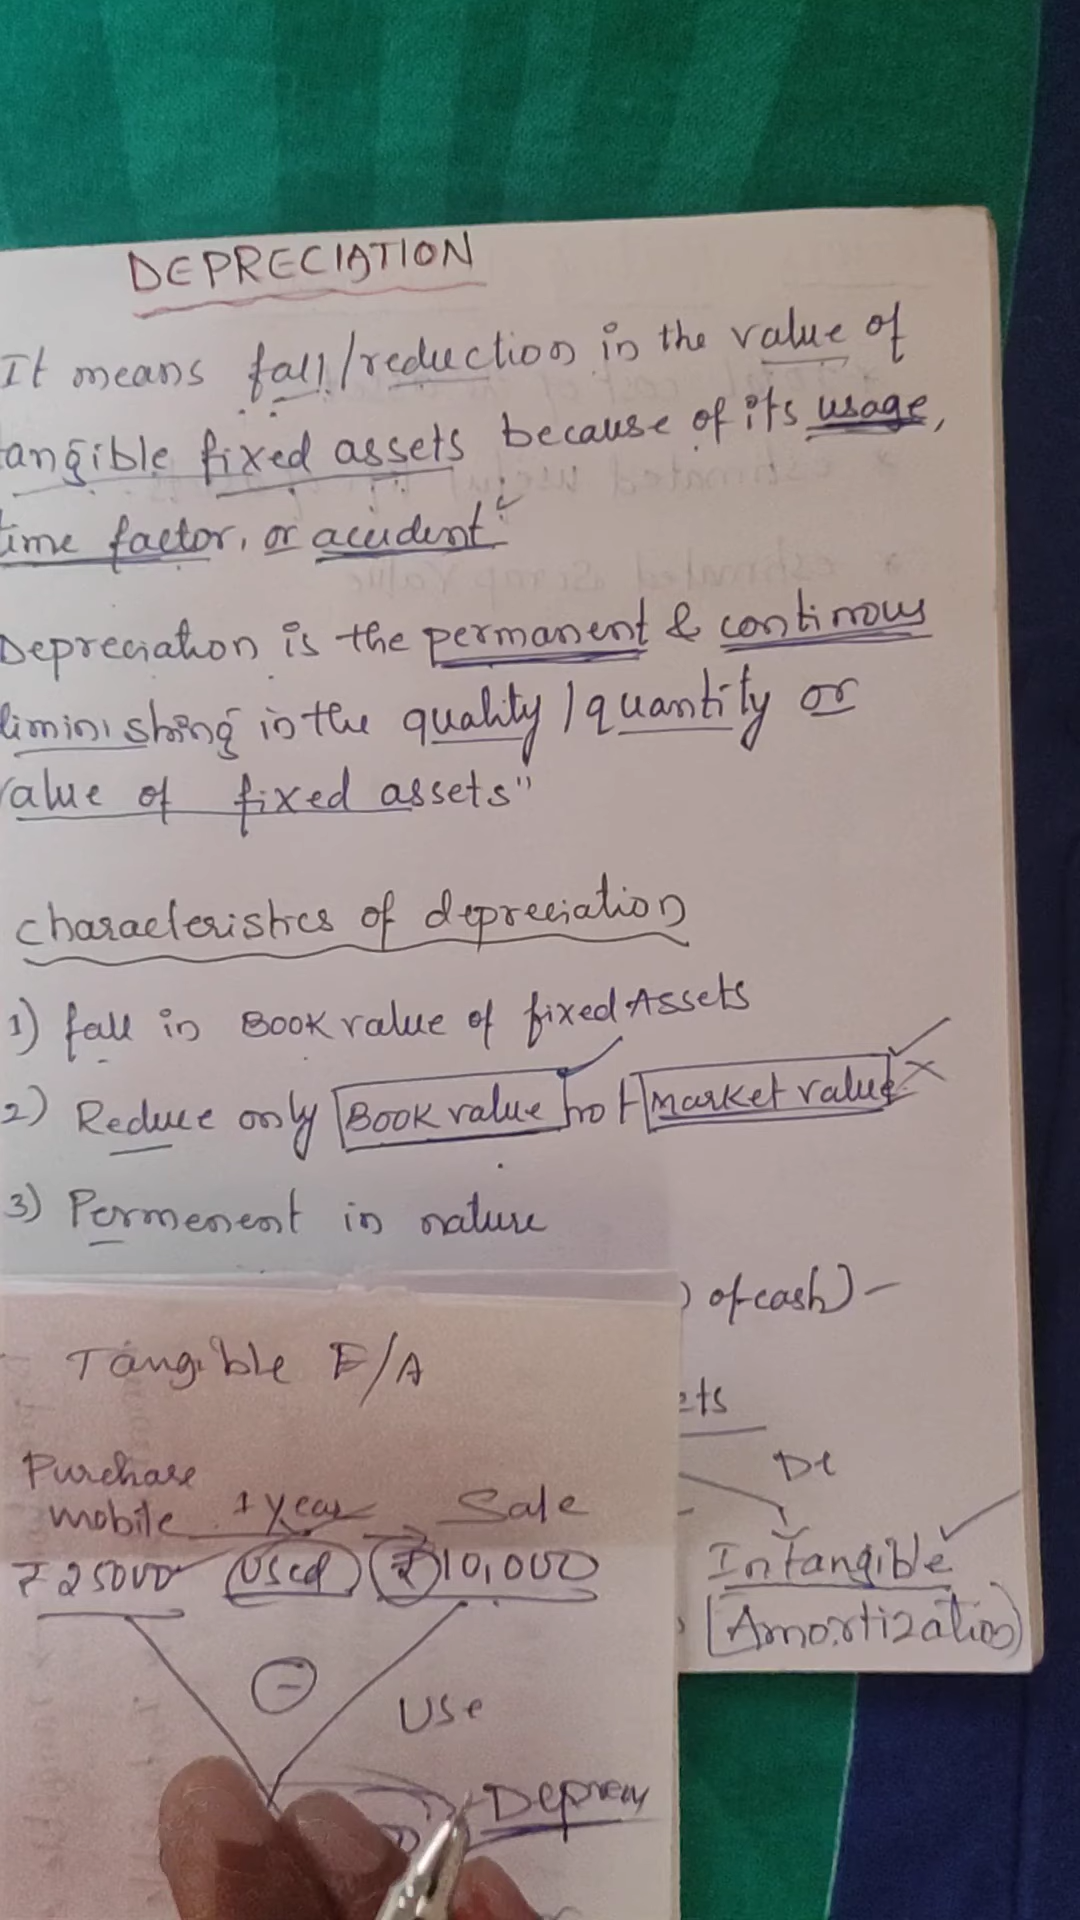 DEPRECIATION
It means fall/reduction in the value of
angible fixed assets because of its usage,
ime factor, or accident"
Depreciation is the permanent & continous
liminishing in the quality / quantity or
alue of fixed assets"
characteristics of depreciation
1) fall in Book value of fixed Assets
2) Reduce only Book value not Market value x
3) Permenent in nature
) of cash) -
Tangible F/A
ets
Purchase
De
mobile 1 year → Sale
₹ 25000 Used ₹ 10,000
Intangible
(Amortization)
Use